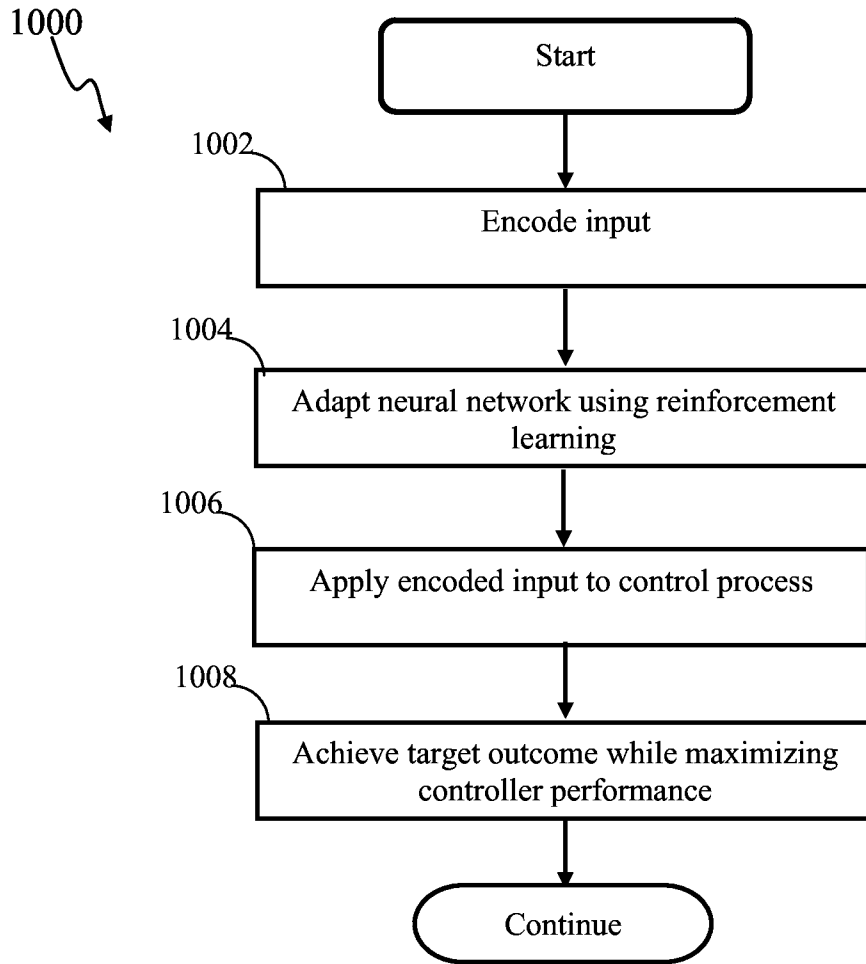 1000
Start
1002
Encode input
1004
Adapt neural network using reinforcement
learning
1006
Apply encoded input to control process
1008
Achieve target outcome while maximizing
controller performance
Continue